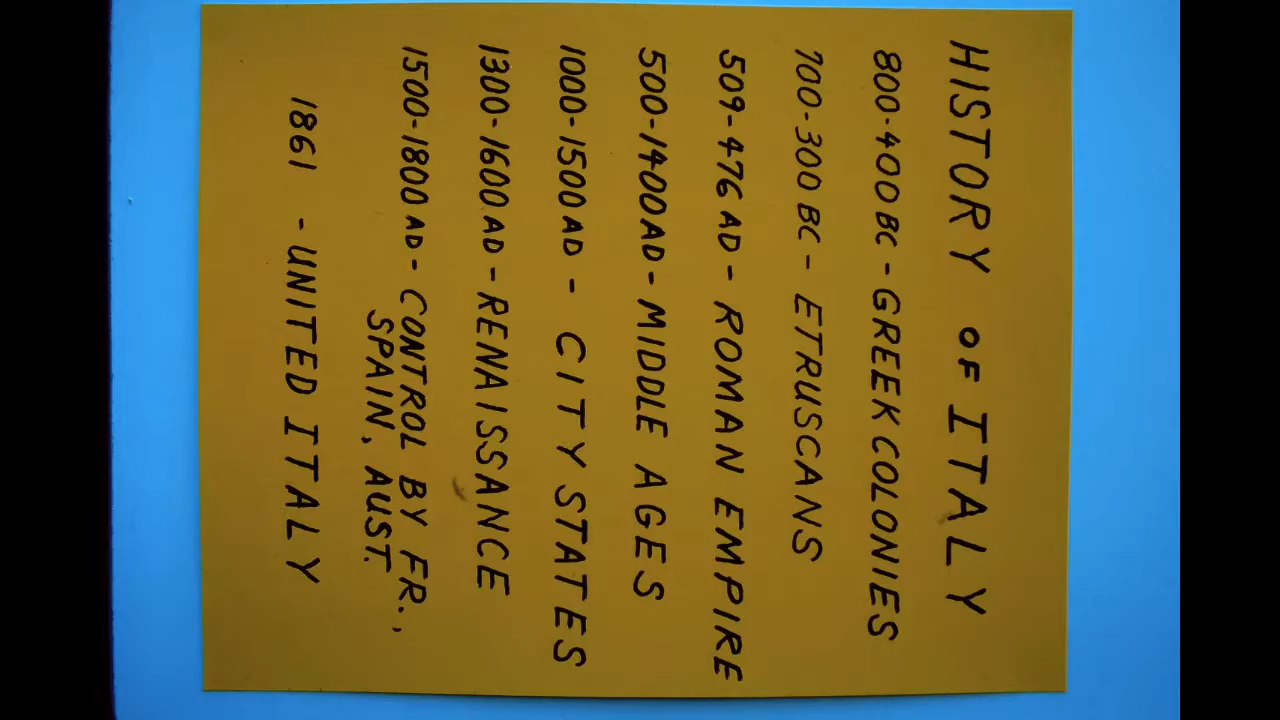 HISTORY OF ITALY
800-400 BC - GREEK COLONIES
700-300 BC - ETRUSCANS
509-476 AD - ROMAN EMPIRE
500-1400 AD - MIDDLE AGES
1000-1500 AD - CITY STATES
1300-1600 AD - RENAISSANCE
1500-1800 AD - CONTROL BY FR.,
SPAIN, AUST.
1861 - UNITED ITALY